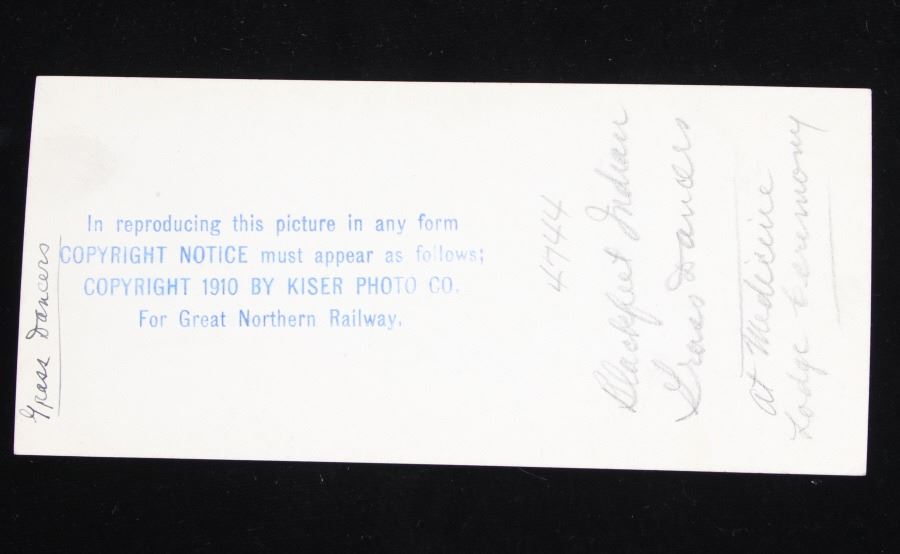 In reproducing this picture in any form
COPYRIGHT NOTICE must appear as follows;
COPYRIGHT 1910 BY KISER PHOTO CO.
For Great Northern Railway.
Grass Dancers
4744
Blackfeet Indian
Grass Dancers
at Medicine
Lodge Ceremony